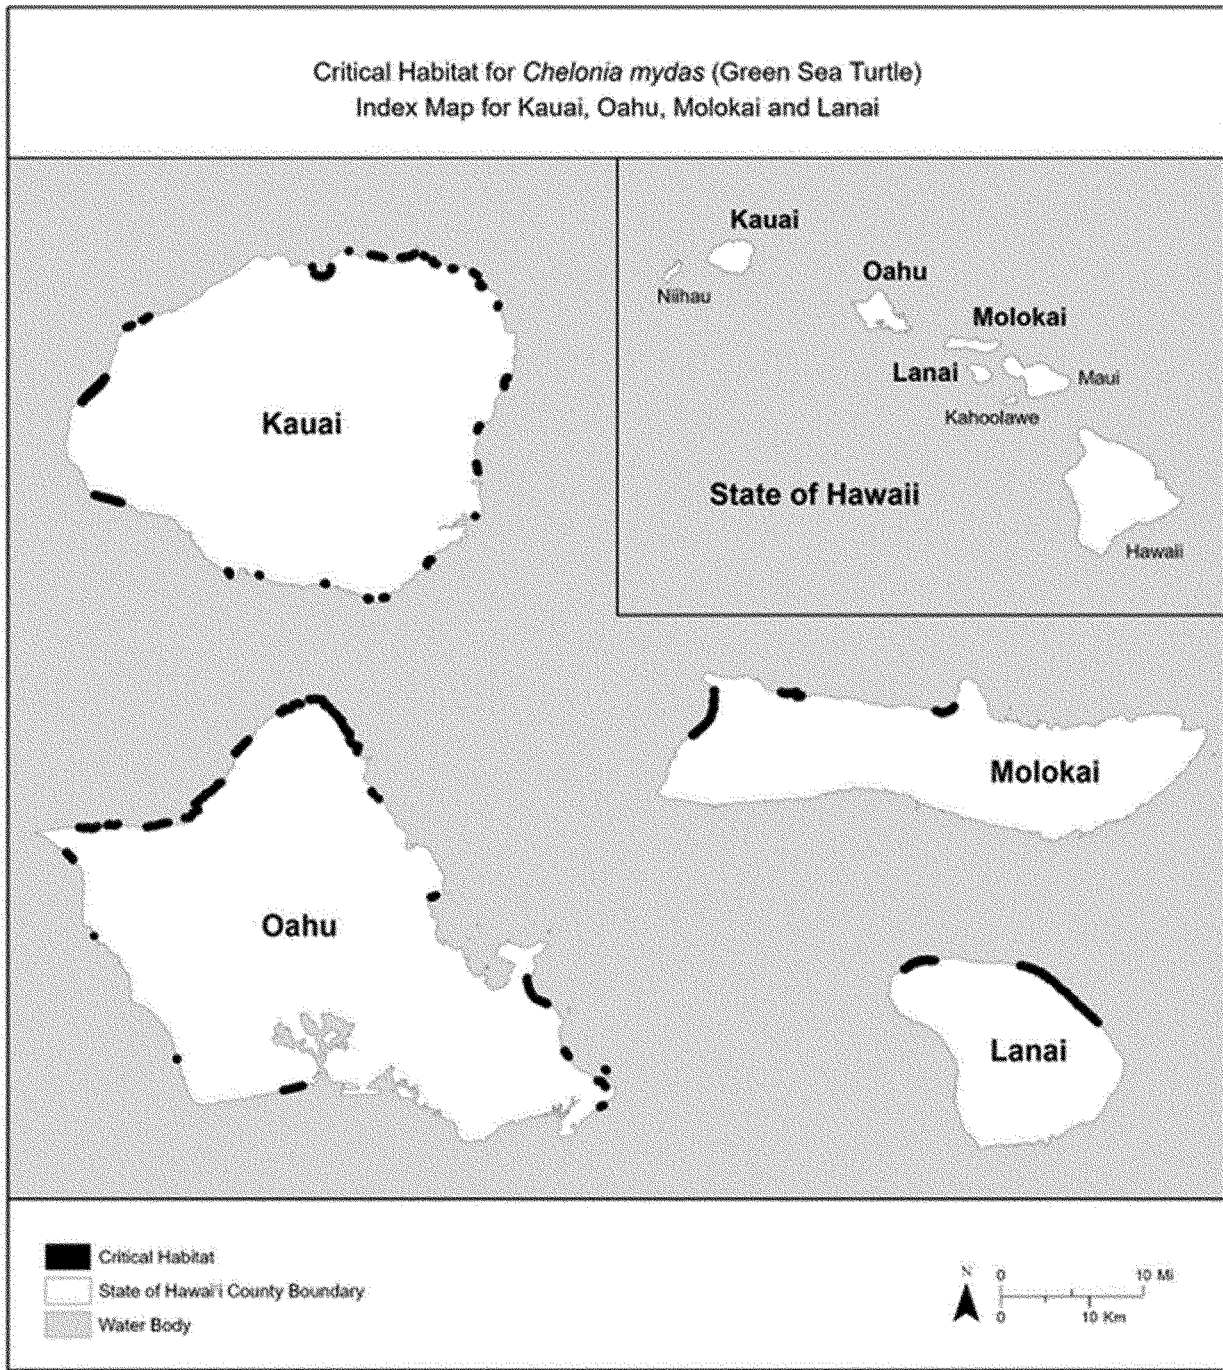 Critical Habitat for Chelonia mydas (Green Sea Turtle)
Index Map for Kauai, Oahu, Molokai and Lanai
Kauai
Niihau
Oahu
Molokai
Lanai
Maui
Kahoolawe
State of Hawaii
Hawaii
Kauai
Molokai
Oahu
Lanai
Critical Habitat
State of Hawai'i County Boundary
Water Body
N
0 10 Mi
0 10 Km